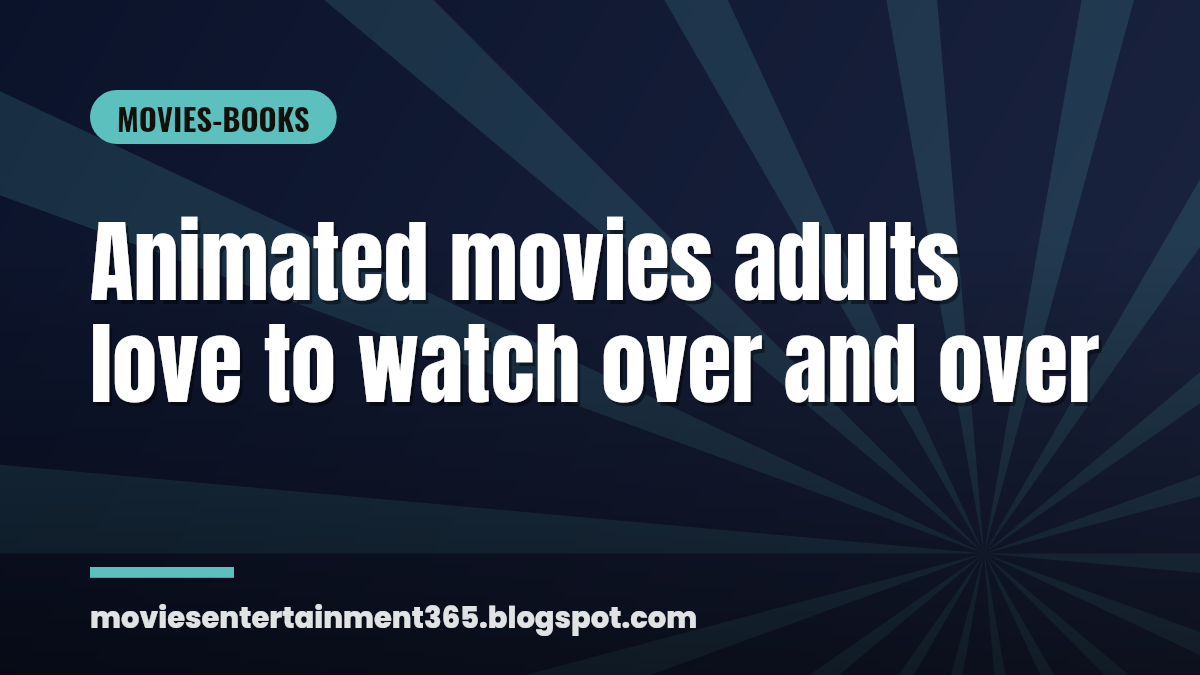 MOVIES-BOOKS
Animated movies adults
love to watch over and over
moviesentertainment365.blogspot.com